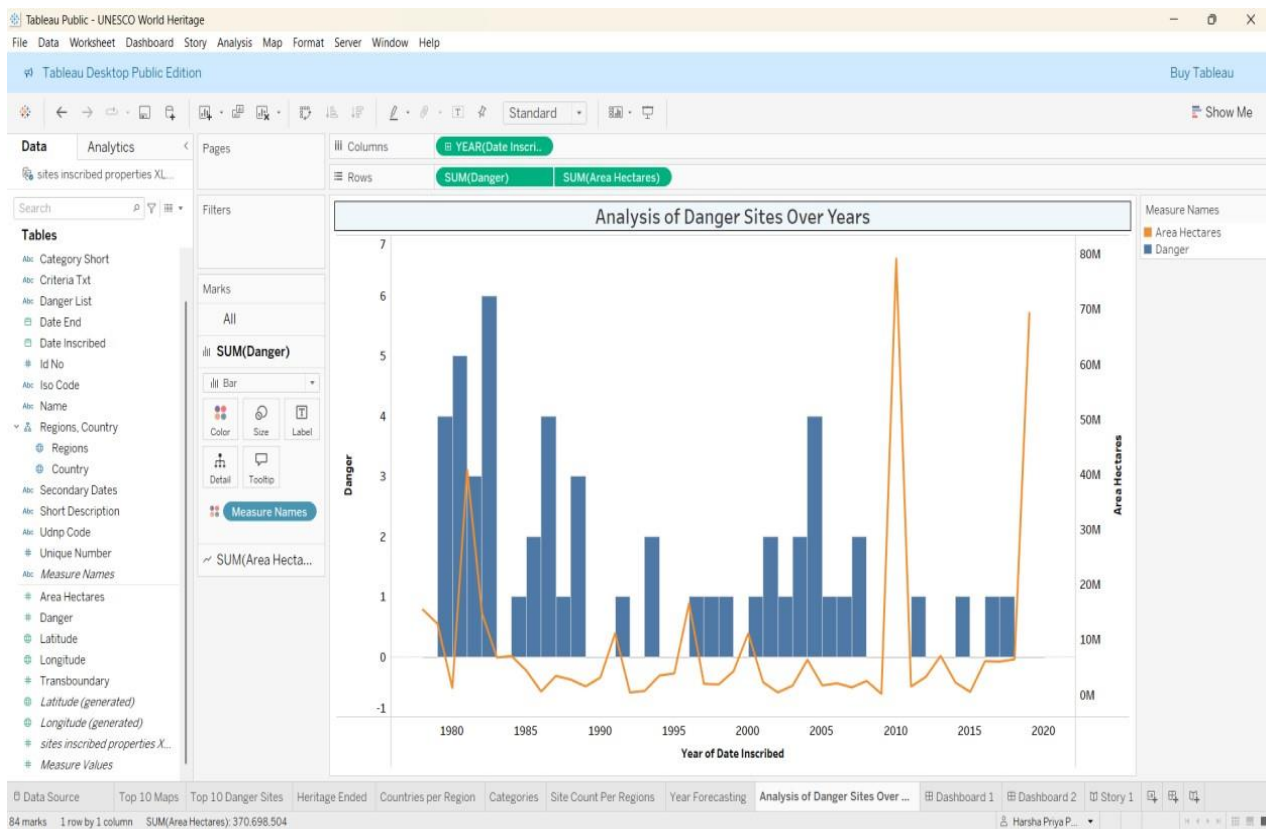 Tableau Public - UNESCO World Heritage
File Data Worksheet Dashboard Story Analysis Map Format Server Window Help
Tableau Desktop Public Edition
Buy Tableau
Standard
Show Me
Data Analytics
sites inscribed properties XL...
Search
Tables
Abc Category Short
Abc Criteria Txt
Abc Danger List
Date End
Date Inscribed
# Id No
Abc Iso Code
Abc Name
Regions, Country
Regions
Country
Abc Secondary Dates
Abc Short Description
Abc Udnp Code
# Unique Number
Abc Measure Names
# Area Hectares
# Danger
Latitude
Longitude
# Transboundary
Latitude (generated)
Longitude (generated)
# sites inscribed properties X...
# Measure Values
Pages
Filters
Marks
All
SUM(Danger)
Bar
Color Size Label
Detail Tooltip
Measure Names
SUM(Area Hecta...
Columns YEAR(Date Inscri..
Rows SUM(Danger) SUM(Area Hectares)
Analysis of Danger Sites Over Years
7
6
5
4
3
2
1
0
-1
Danger
80M
70M
60M
50M
40M
30M
20M
10M
0M
Area Hectares
1980 1985 1990 1995 2000 2005 2010 2015 2020
Year of Date Inscribed
Measure Names
Area Hectares
Danger
Data Source Top 10 Maps Top 10 Danger Sites Heritage Ended Countries per Region Categories Site Count Per Regions Year Forecasting Analysis of Danger Sites Over ... Dashboard 1 Dashboard 2 Story 1
84 marks 1 row by 1 column SUM(Area Hectares): 370.698.504
Harsha Priya P...